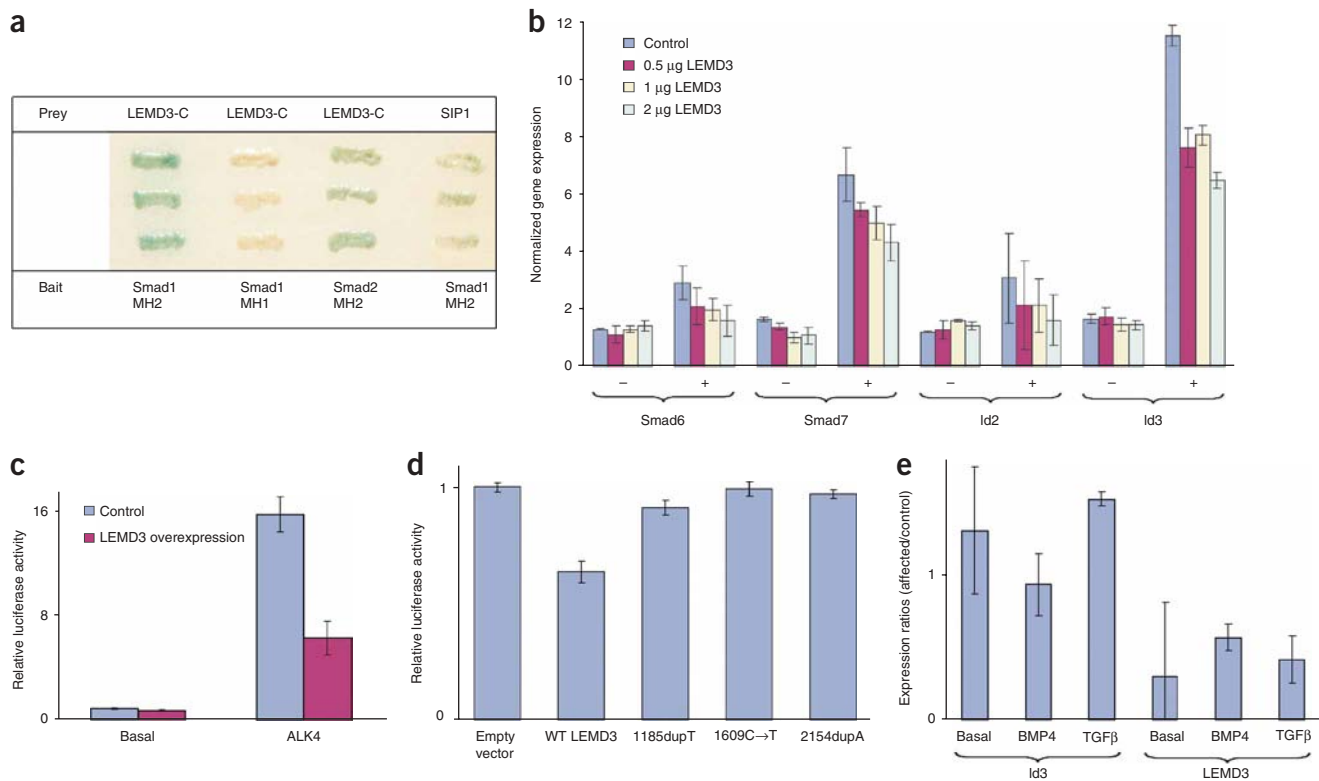 a
Prey LEMD3-C LEMD3-C LEMD3-C SIP1
Bait Smad1 Smad1 Smad2 Smad1
MH2 MH1 MH2 MH2
b
Normalized gene expression
12
10
8
6
4
2
0
Control
0.5 μg LEMD3
1 μg LEMD3
2 μg LEMD3
– + – + – + – +
Smad6 Smad7 Id2 Id3
c
Relative luciferase activity
16
8
0
Control
LEMD3 overexpression
Basal ALK4
d
Relative luciferase activity
1
0
Empty WT LEMD3 1185dupT 1609C→T 2154dupA
vector
e
Expression ratios (affected/control)
1
0
Basal BMP4 TGFβ Basal BMP4 TGFβ
Id3 LEMD3